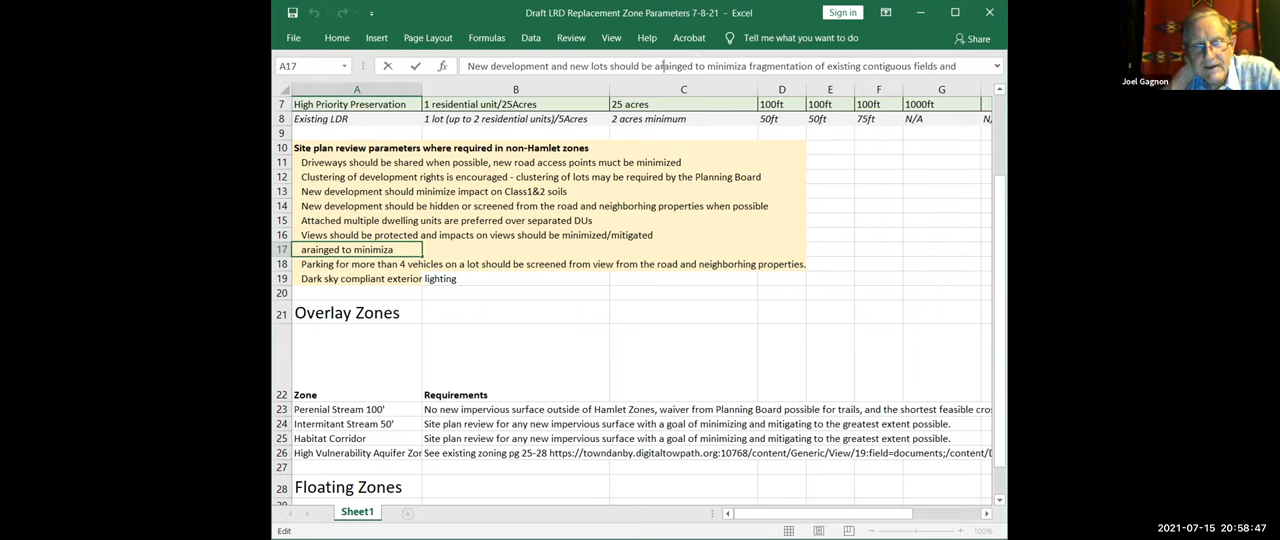 Draft LRD Replacement Zone Parameters 7-8-21 - Excel
Sign in
File Home Insert Page Layout Formulas Data Review View Help Acrobat Tell me what you want to do Share
A17 fx New development and new lots should be arainged to minimiza fragmentation of existing contiguous fields and
Joel Gagnon
A B C D E F G
7 High Priority Preservation 1 residential unit/25Acres 25 acres 100ft 100ft 100ft 1000ft
8 Existing LDR 1 lot (up to 2 residential units)/5Acres 2 acres minimum 50ft 50ft 75ft N/A N/
9
10 Site plan review parameters where required in non-Hamlet zones
11 Driveways should be shared when possible, new road access points muct be minimized
12 Clustering of development rights is encouraged - clustering of lots may be required by the Planning Board
13 New development should minimize impact on Class1&2 soils
14 New development should be hidden or screened from the road and neighborhing properties when possible
15 Attached multiple dwelling units are preferred over separated DUs
16 Views should be protected and impacts on views should be minimized/mitigated
17 arainged to minimiza
18 Parking for more than 4 vehicles on a lot should be screened from view from the road and neighborhing properties.
19 Dark sky compliant exterior lighting
20
21 Overlay Zones
22 Zone Requirements
23 Perenial Stream 100' No new impervious surface outside of Hamlet Zones, waiver from Planning Board possible for trails, and the shortest feasible cros
24 Intermitant Stream 50' Site plan review for any new impervious surface with a goal of minimizing and mitigating to the greatest extent possible.
25 Habitat Corridor Site plan review for any new impervious surface with a goal of minimizing and mitigating to the greatest extent possible.
26 High Vulnerability Aquifer Zor See existing zoning pg 25-28 https://towndanby.digitaltowpath.org:10768/content/Generic/View/19:field=documents;/content/D
27
28 Floating Zones
Sheet1
Edit 100%
2021-07-15 20:58:47